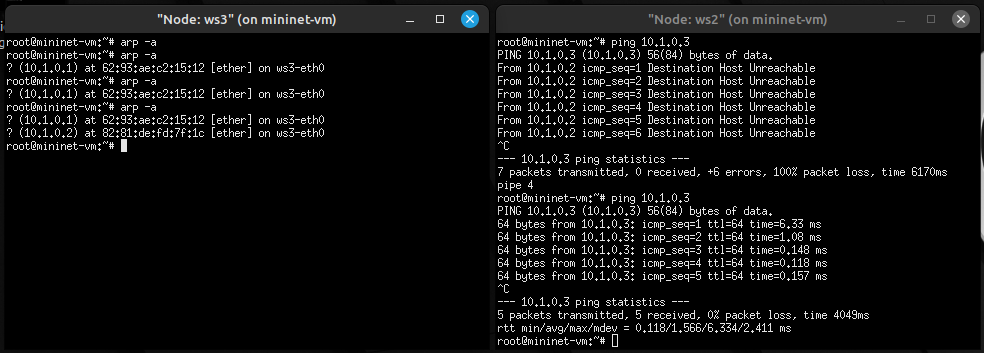 "Node: ws3" (on mininet-vm)
root@mininet-vm:~# arp -a
root@mininet-vm:~# arp -a
? (10.1.0.1) at 62:93:ae:c2:15:12 [ether] on ws3-eth0
root@mininet-vm:~# arp -a
? (10.1.0.1) at 62:93:ae:c2:15:12 [ether] on ws3-eth0
root@mininet-vm:~# arp -a
? (10.1.0.1) at 62:93:ae:c2:15:12 [ether] on ws3-eth0
? (10.1.0.2) at 82:81:de:fd:7f:1c [ether] on ws3-eth0
root@mininet-vm:~#
"Node: ws2" (on mininet-vm)
root@mininet-vm:~# ping 10.1.0.3
PING 10.1.0.3 (10.1.0.3) 56(84) bytes of data.
From 10.1.0.2 icmp_seq=1 Destination Host Unreachable
From 10.1.0.2 icmp_seq=2 Destination Host Unreachable
From 10.1.0.2 icmp_seq=3 Destination Host Unreachable
From 10.1.0.2 icmp_seq=4 Destination Host Unreachable
From 10.1.0.2 icmp_seq=5 Destination Host Unreachable
From 10.1.0.2 icmp_seq=6 Destination Host Unreachable
^C
--- 10.1.0.3 ping statistics ---
7 packets transmitted, 0 received, +6 errors, 100% packet loss, time 6170ms
pipe 4
root@mininet-vm:~# ping 10.1.0.3
PING 10.1.0.3 (10.1.0.3) 56(84) bytes of data.
64 bytes from 10.1.0.3: icmp_seq=1 ttl=64 time=6.33 ms
64 bytes from 10.1.0.3: icmp_seq=2 ttl=64 time=1.08 ms
64 bytes from 10.1.0.3: icmp_seq=3 ttl=64 time=0.148 ms
64 bytes from 10.1.0.3: icmp_seq=4 ttl=64 time=0.118 ms
64 bytes from 10.1.0.3: icmp_seq=5 ttl=64 time=0.157 ms
^C
--- 10.1.0.3 ping statistics ---
5 packets transmitted, 5 received, 0% packet loss, time 4049ms
rtt min/avg/max/mdev = 0.118/1.566/6.334/2.411 ms
root@mininet-vm:~#